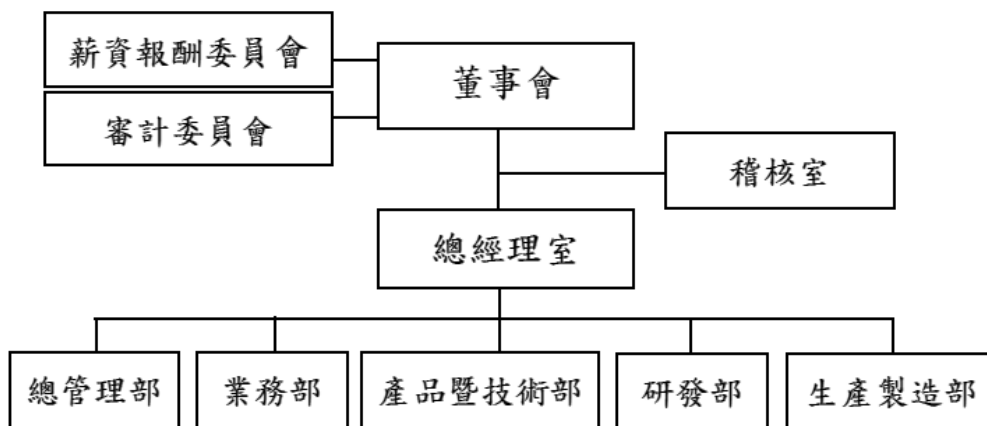 薪資報酬委員會
董事會
審計委員會
稽核室
總經理室
總管理部
業務部
產品暨技術部
研發部
生產製造部